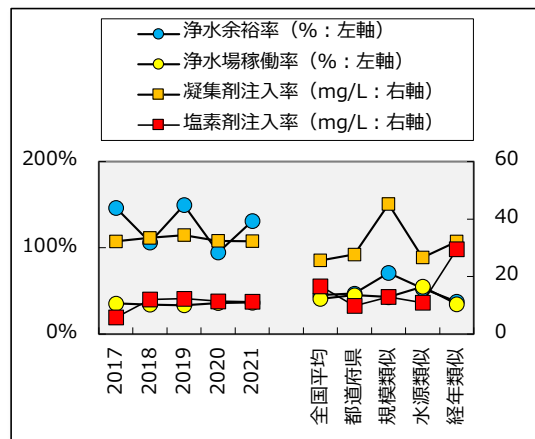 浄水余裕率（%：左軸）
浄水場稼働率（%：左軸）
凝集剤注入率（mg/L：右軸）
塩素剤注入率（mg/L：右軸）
200%
100%
0%
60
40
20
0
2017
2018
2019
2020
2021
全国平均
都道府県
規模類似
水源類似
経年類似